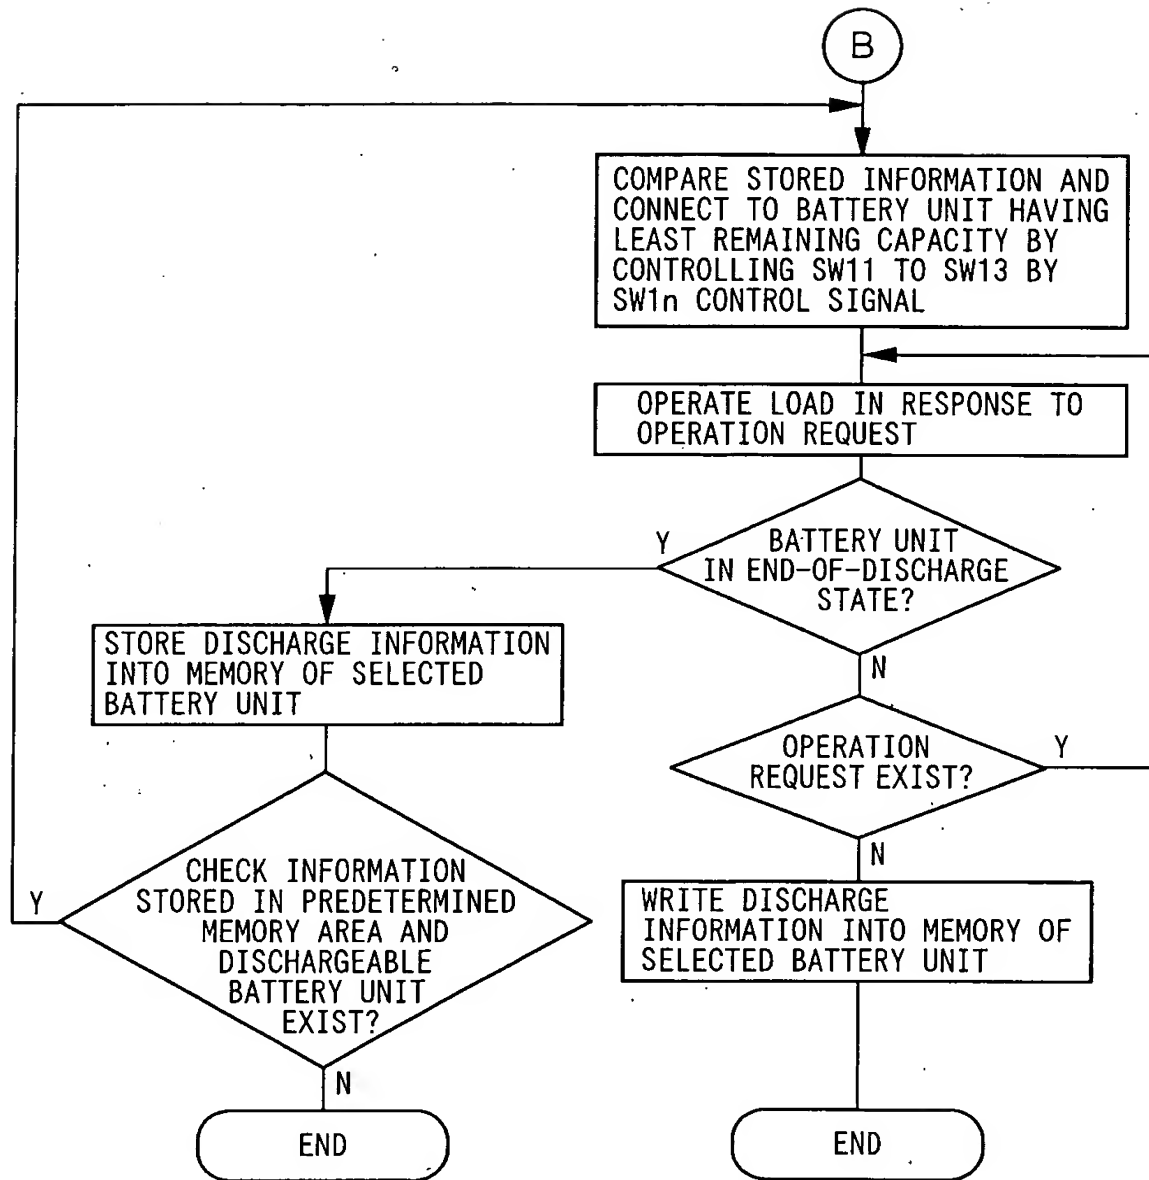 B
COMPARE STORED INFORMATION AND
CONNECT TO BATTERY UNIT HAVING
LEAST REMAINING CAPACITY BY
CONTROLLING SW11 TO SW13 BY
SW1n CONTROL SIGNAL
OPERATE LOAD IN RESPONSE TO
OPERATION REQUEST
BATTERY UNIT
IN END-OF-DISCHARGE
STATE?
Y
N
STORE DISCHARGE INFORMATION
INTO MEMORY OF SELECTED
BATTERY UNIT
OPERATION
REQUEST EXIST?
Y
N
CHECK INFORMATION
STORED IN PREDETERMINED
MEMORY AREA AND
DISCHARGEABLE
BATTERY UNIT
EXIST?
Y
N
WRITE DISCHARGE
INFORMATION INTO MEMORY OF
SELECTED BATTERY UNIT
END
END